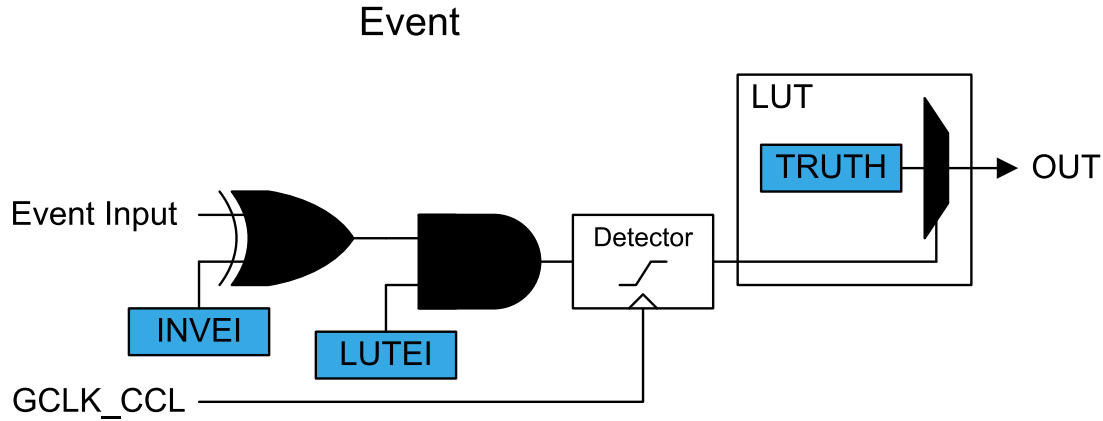 Event
LUT
TRUTH
OUT
Event Input
Detector
INVEI
LUTEI
GCLK_CCL